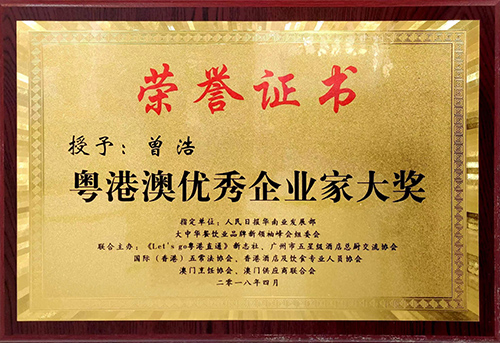 荣誉证书
授予：曾浩
粤港澳优秀企业家大奖
指定单位：人民日报华南业发展部
大中华餐饮业品牌新领袖峰会组委会
联合主办：《Let's go粤港直通》新志社、广州市五星级酒店总厨交流协会
国际（香港）五常法协会、香港酒店及饮食专业人员协会
澳门烹饪协会、澳门供应商联合会
二零一八年四月